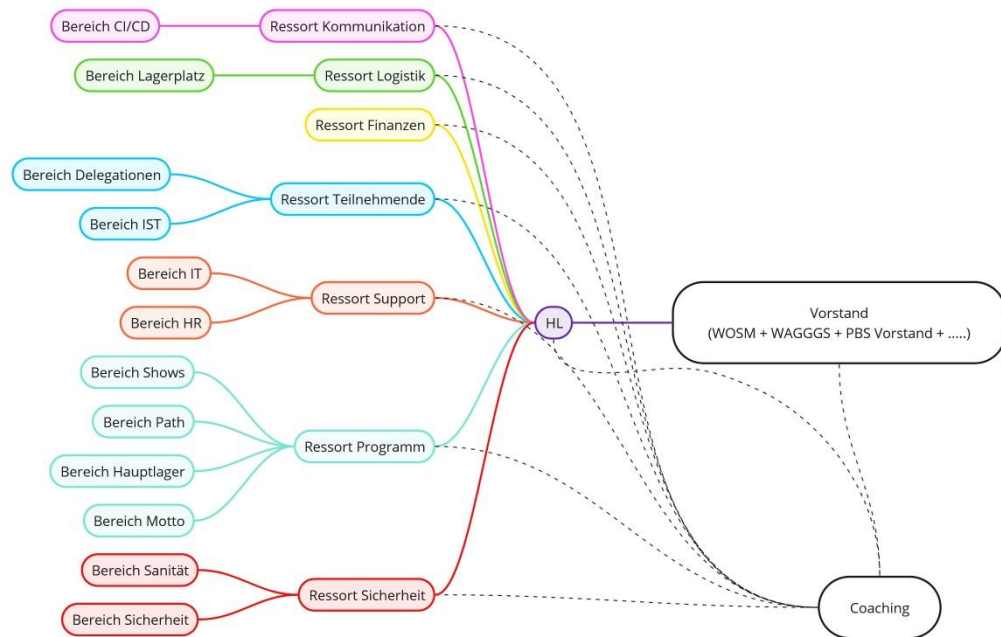 Bereich CI/CD
Ressort Kommunikation
Bereich Lagerplatz
Ressort Logistik
Ressort Finanzen
Bereich Delegationen
Ressort Teilnehmende
Bereich IST
Bereich IT
Ressort Support
Bereich HR
HL
Vorstand
(WOSM + WAGGGS + PBS Vorstand + .....)
Bereich Shows
Bereich Path
Ressort Programm
Bereich Hauptlager
Bereich Motto
Bereich Sanität
Ressort Sicherheit
Bereich Sicherheit
Coaching